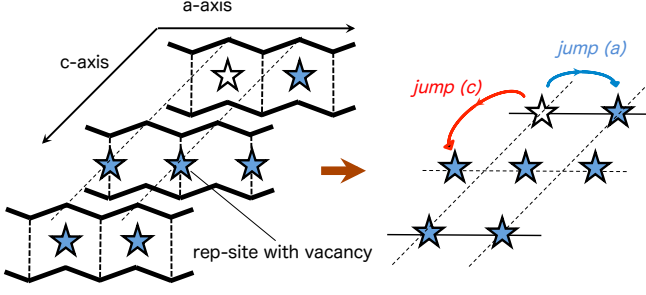 a-axis
c-axis
jump (a)
jump (c)
rep-site with vacancy